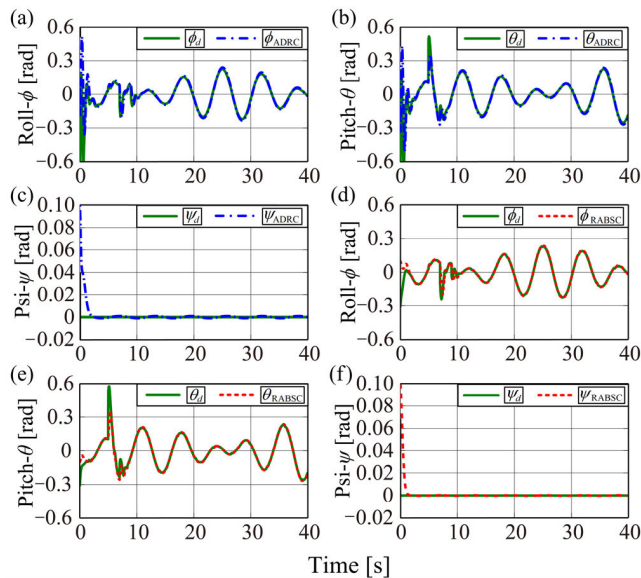 (a) ϕd ϕADRC
Roll-ϕ [rad]
0.6
0.3
0
-0.3
-0.6
0 10 20 30 40
(b) θd θADRC
Pitch-θ [rad]
0.6
0.3
0
-0.3
-0.6
0 10 20 30 40
(c) ψd ψADRC
Psi-ψ [rad]
0.10
0.08
0.06
0.04
0.02
0
-0.02
0 10 20 30 40
(d) ϕd ϕRABSC
Roll-ϕ [rad]
0.6
0.3
0
-0.3
-0.6
0 10 20 30 40
(e) θd θRABSC
Pitch-θ [rad]
0.6
0.3
0
-0.3
-0.6
0 10 20 30 40
(f) ψd ψRABSC
Psi-ψ [rad]
0.10
0.08
0.06
0.04
0.02
0
0.02
0 10 20 30 40
Time [s]